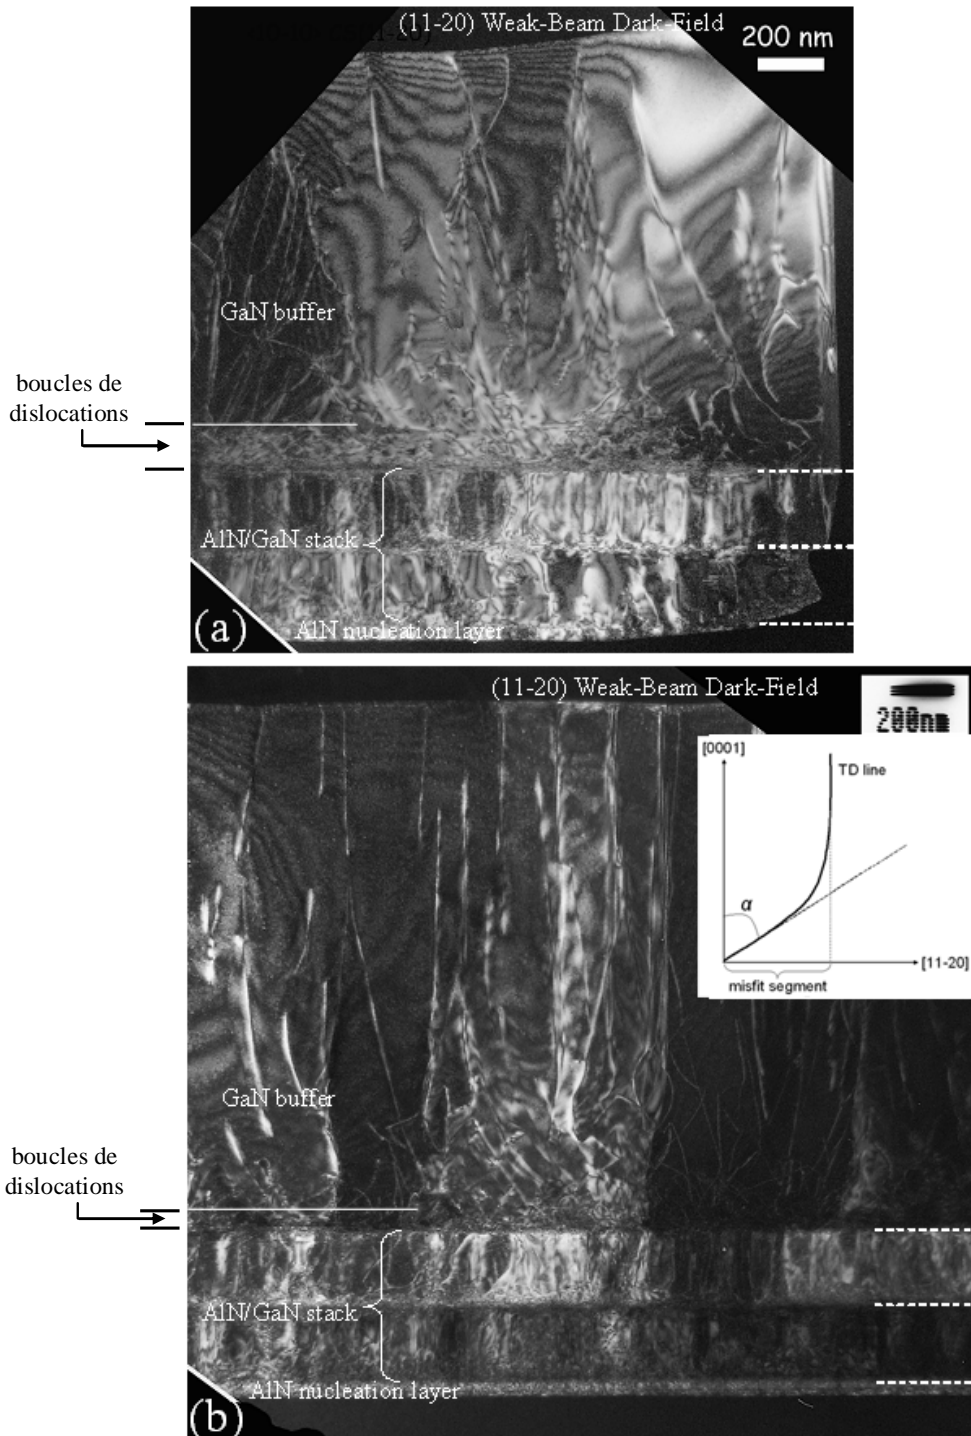 (11-20) Weak-Beam Dark-Field
200 nm
GaN buffer
boucles de
dislocations
AlN/GaN stack
AlN nucleation layer
(a)
(11-20) Weak-Beam Dark-Field
200nm
[0001]
TD line
α
[11-20]
misfit segment
GaN buffer
boucles de
dislocations
AlN/GaN stack
AlN nucleation layer
(b)